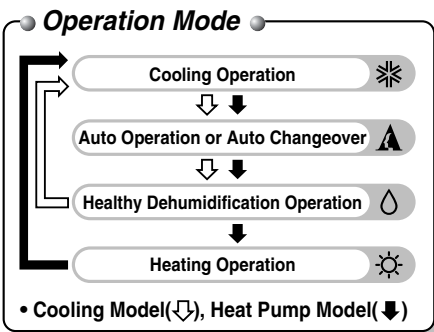 Operation Mode
Cooling Operation
Auto Operation or Auto Changeover
Healthy Dehumidification Operation
Heating Operation
• Cooling Model(⇩), Heat Pump Model(⬇)